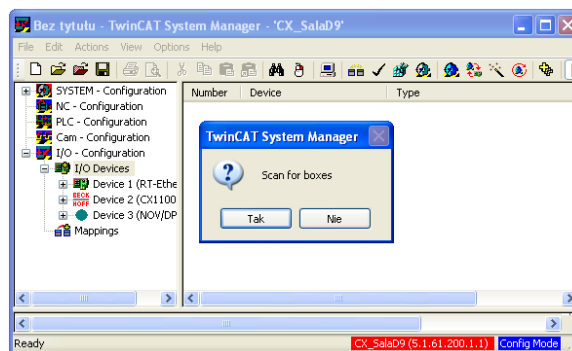 Bez tytułu - TwinCAT System Manager - 'CX_SalaD9'
File Edit Actions View Options Help
SYSTEM - Configuration
NC - Configuration
PLC - Configuration
Cam - Configuration
I/O - Configuration
I/O Devices
Device 1 (RT-Ethe
BECK
HOFF
Device 2 (CX1100
Device 3 (NOV/DP
Mappings
Number Device Type
TwinCAT System Manager
Scan for boxes
Tak Nie
Ready
CX_SalaD9 (5.1.61.200.1.1) Config Mode